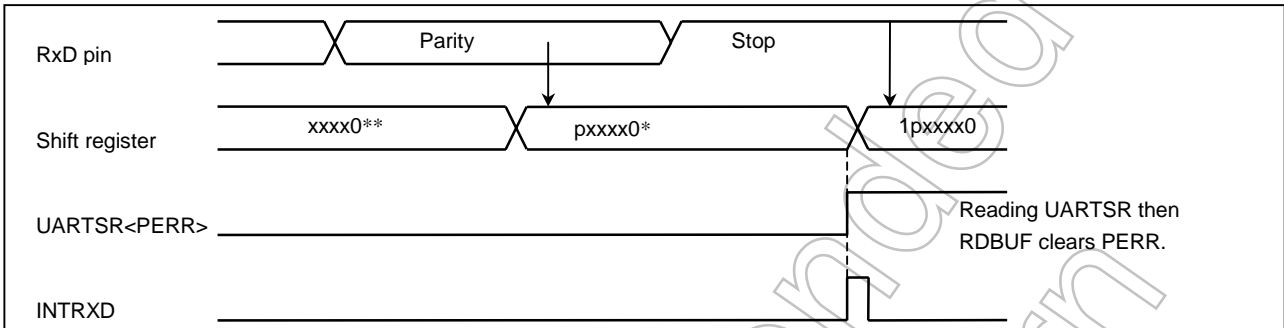 RxD pin
Parity
Stop
Shift register
xxxx0**
pxxxx0*
1pxxxx0
UARTSR<PERR>
Reading UARTSR then
RDBUF clears PERR.
INTRXD